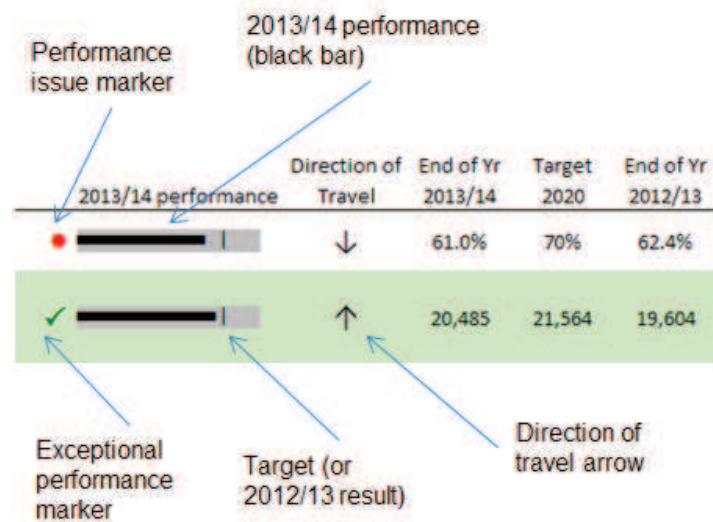 2013/14 performance
(black bar)
Performance
issue marker
Direction of End of Yr Target End of Yr
2013/14 performance Travel 2013/14 2020 2012/13
↓ 61.0% 70% 62.4%
✓ ↑ 20,485 21,564 19,604
Exceptional
performance
marker
Target (or
2012/13 result)
Direction of
travel arrow